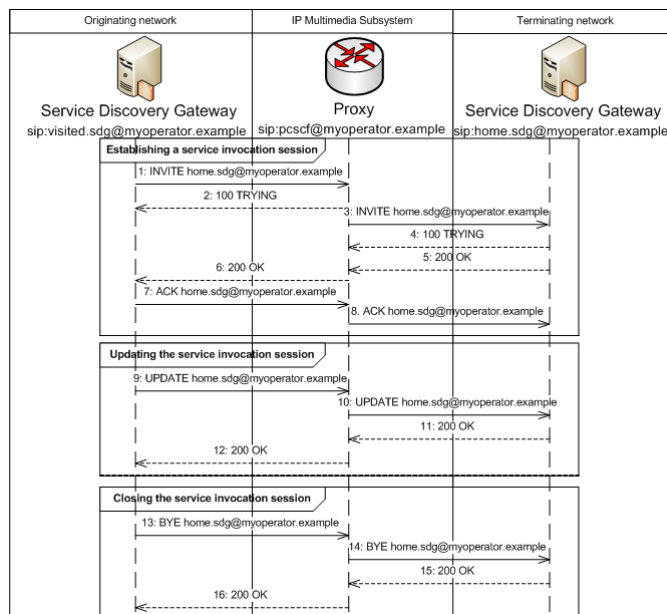 Originating network
IP Multimedia Subsystem
Terminating network
Service Discovery Gateway
sip:visited.sdg@myoperator.example
Proxy
sip:pcscf@myoperator.example
Service Discovery Gateway
sip:home.sdg@myoperator.example
Establishing a service invocation session
1: INVITE home.sdg@myoperator.example
2: 100 TRYING
3: INVITE home.sdg@myoperator.example
4: 100 TRYING
5: 200 OK
6: 200 OK
7: ACK home.sdg@myoperator.example
8. ACK home.sdg@myoperator.example
Updating the service invocation session
9: UPDATE home.sdg@myoperator.example
10: UPDATE home.sdg@myoperator.example
11: 200 OK
12: 200 OK
Closing the service invocation session
13: BYE home.sdg@myoperator.example
14: BYE home.sdg@myoperator.example
15: 200 OK
16: 200 OK